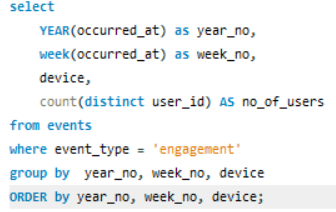 select
YEAR(occurred_at) as year_no,
week(occurred_at) as week_no,
device,
count(distinct user_id) AS no_of_users
from events
where event_type = 'engagement'
group by  year_no, week_no, device
ORDER by year_no, week_no, device;